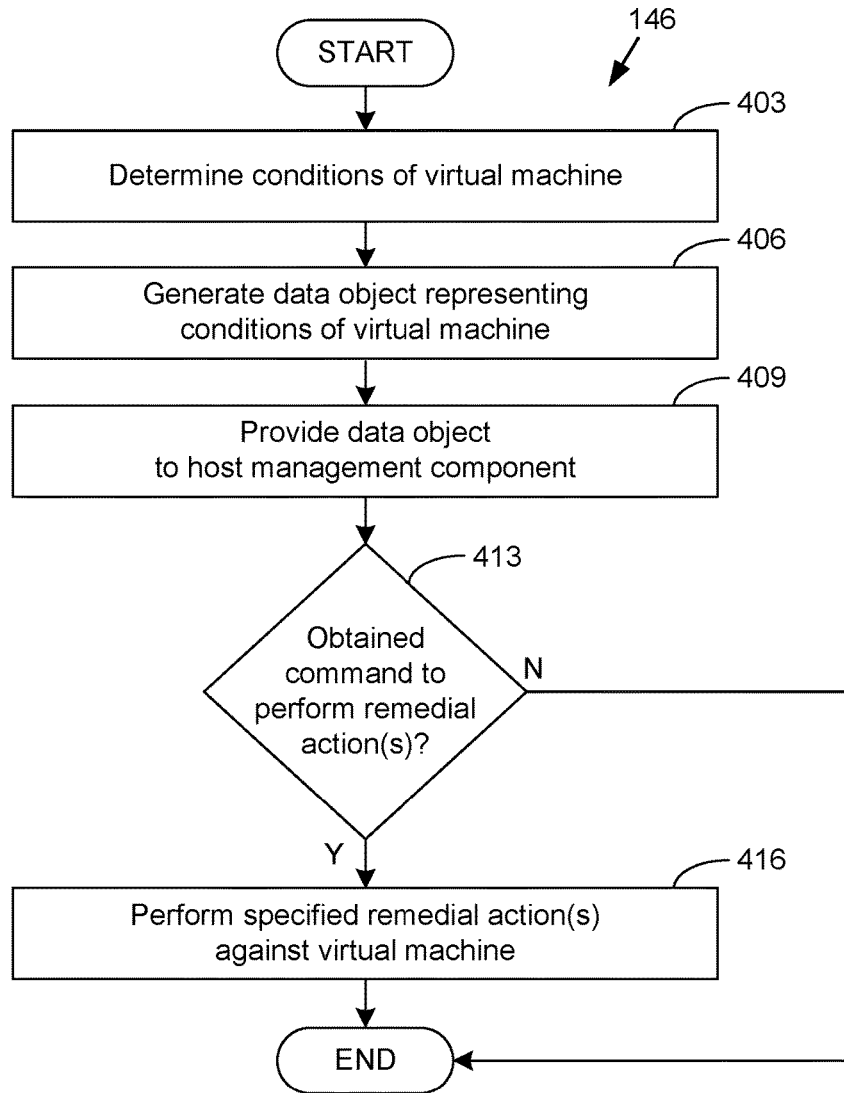 START
146
403
Determine conditions of virtual machine
406
Generate data object representing
conditions of virtual machine
409
Provide data object
to host management component
413
Obtained
command to
perform remedial
action(s)?
N
Y
416
Perform specified remedial action(s)
against virtual machine
END